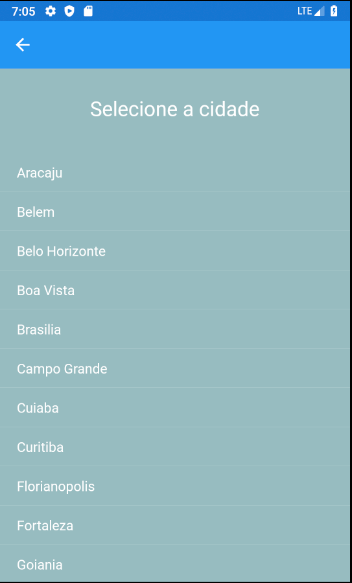 7:05 LTE
Selecione a cidade
Aracaju
Belem
Belo Horizonte
Boa Vista
Brasilia
Campo Grande
Cuiaba
Curitiba
Florianopolis
Fortaleza
Goiania